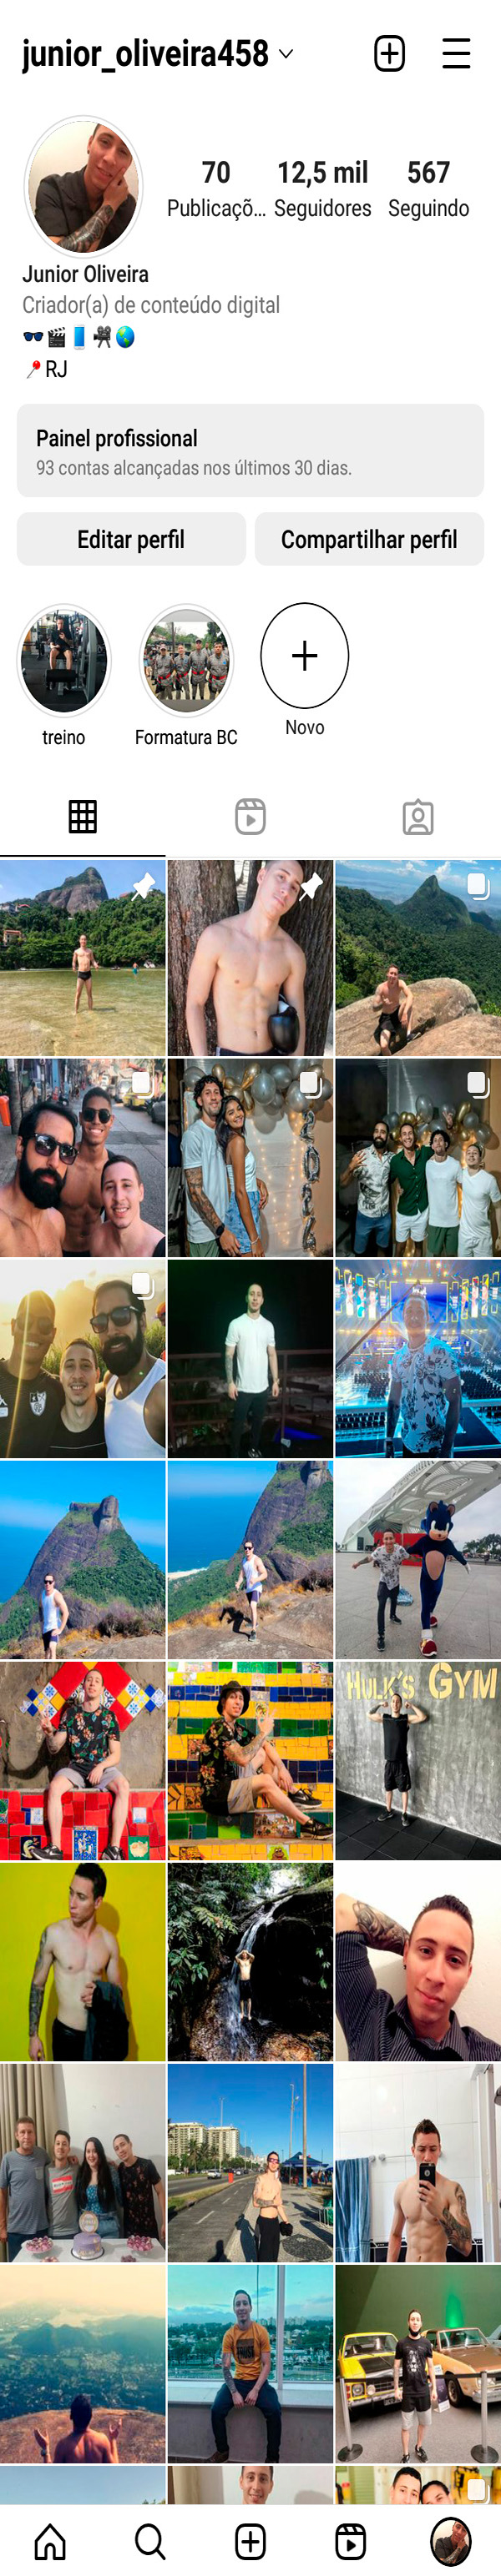 junior_oliveira458
70 12,5 mil 567
Publicaçõ... Seguidores Seguindo
Junior Oliveira
Criador(a) de conteúdo digital
RJ
Painel profissional
93 contas alcançadas nos últimos 30 dias.
Editar perfil Compartilhar perfil
treino Formatura BC Novo
HULK'S GYM